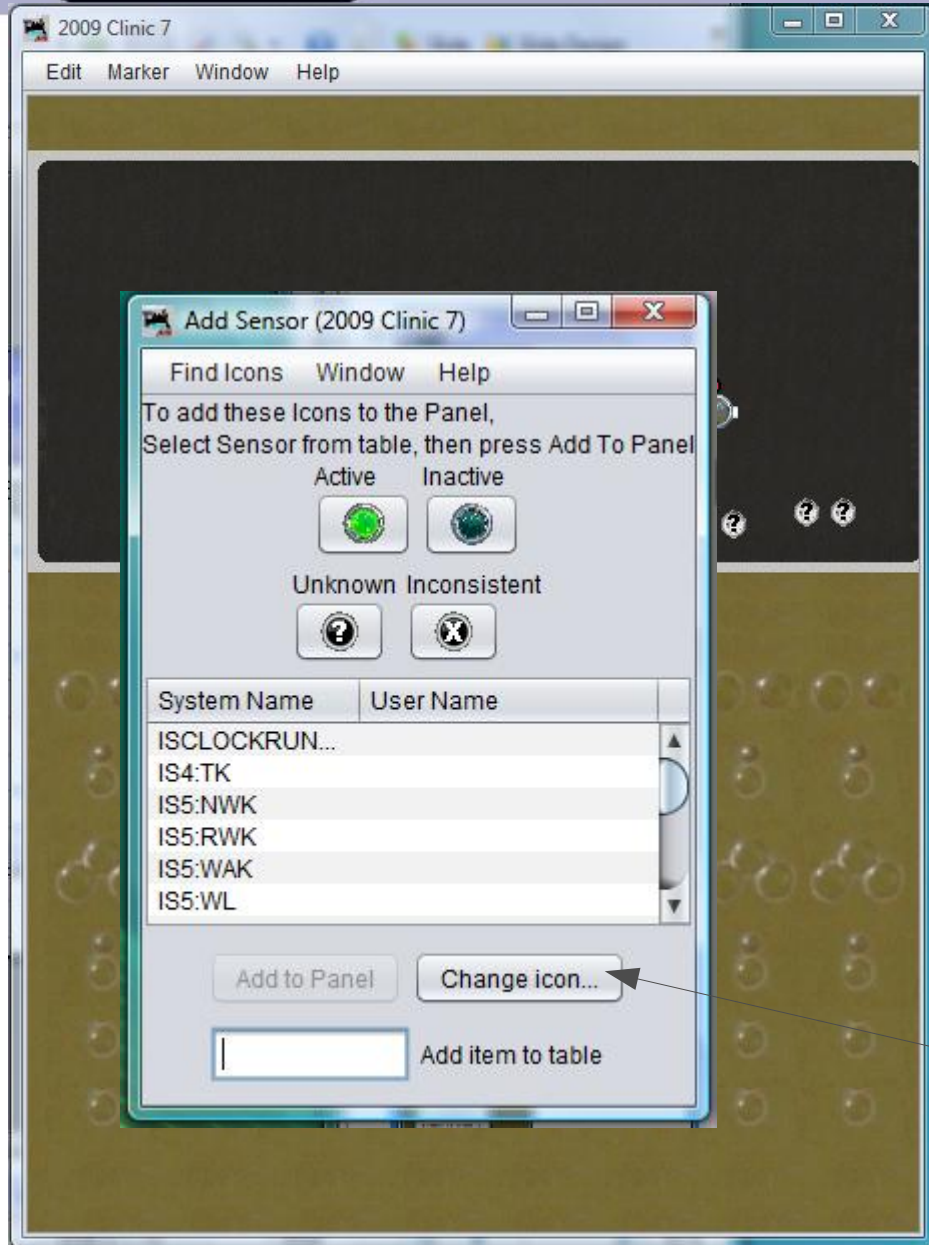 2009 Clinic 7
Edit Marker Window Help
Add Sensor (2009 Clinic 7)
Find Icons Window Help
To add these Icons to the Panel,
Select Sensor from table, then press Add To Panel
Active Inactive
Unknown Inconsistent
? X
System Name User Name
ISCLOCKRUN...
IS4:TK
IS5:NWK
IS5:RWK
IS5:WAK
IS5:WL
Add to Panel Change icon...
Add item to table
? ? ?